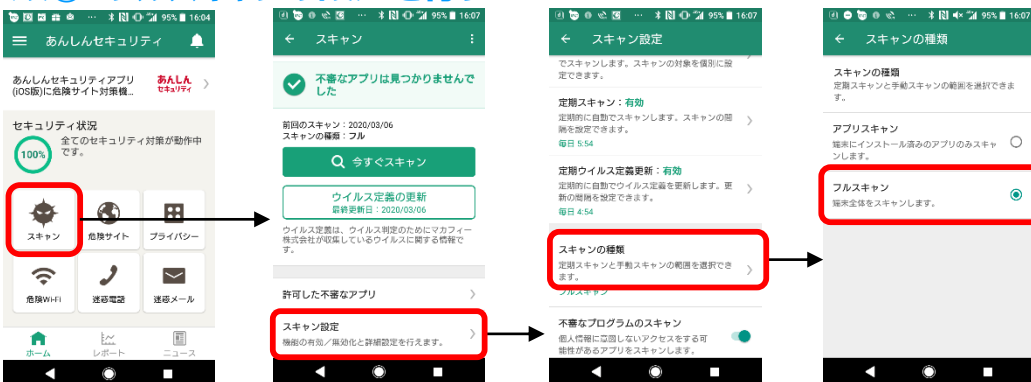 95% 16:04
あんしんセキュリティ
あんしんセキュリティアプリ
(iOS版)に危険サイト対策機...
あんしん
セキュリティ
セキュリティ状況
100%
全てのセキュリティ対策が動作中
です。
スキャン
危険サイト
プライバシー
危険Wi-Fi
迷惑電話
迷惑メール
ホーム
レポート
ニュース
95% 16:07
スキャン
不審なアプリは見つかりませんで
した
前回のスキャン：2020/03/06
スキャンの種類：フル
今すぐスキャン
ウイルス定義の更新
最終更新日：2020/03/06
ウイルス定義は、ウイルス判定のためにマカフィー
株式会社が収集しているウイルスに関する情報で
す。
許可した不審なアプリ
スキャン設定
機能の有効／無効化と詳細設定を行えます。
95% 16:07
スキャン設定
でスキャンします。スキャンの対象を個別に設
定できます。
定期スキャン：有効
定期的に自動でスキャンします。スキャンの間
隔を設定できます。
毎日 5:54
定期ウイルス定義更新：有効
定期的に自動でウイルス定義を更新します。更
新の間隔を設定できます。
毎日 4:54
スキャンの種類
定期スキャンと手動スキャンの範囲を選択でき
ます。
フルスキャン
不審なプログラムのスキャン
個人情報に意図しないアクセスをする可
能性があるアプリをスキャンします。
95% 16:07
スキャンの種類
スキャンの種類
定期スキャンと手動スキャンの範囲を選択できま
す。
アプリスキャン
端末にインストール済みのアプリのみスキャ
ンします。
フルスキャン
端末全体をスキャンします。